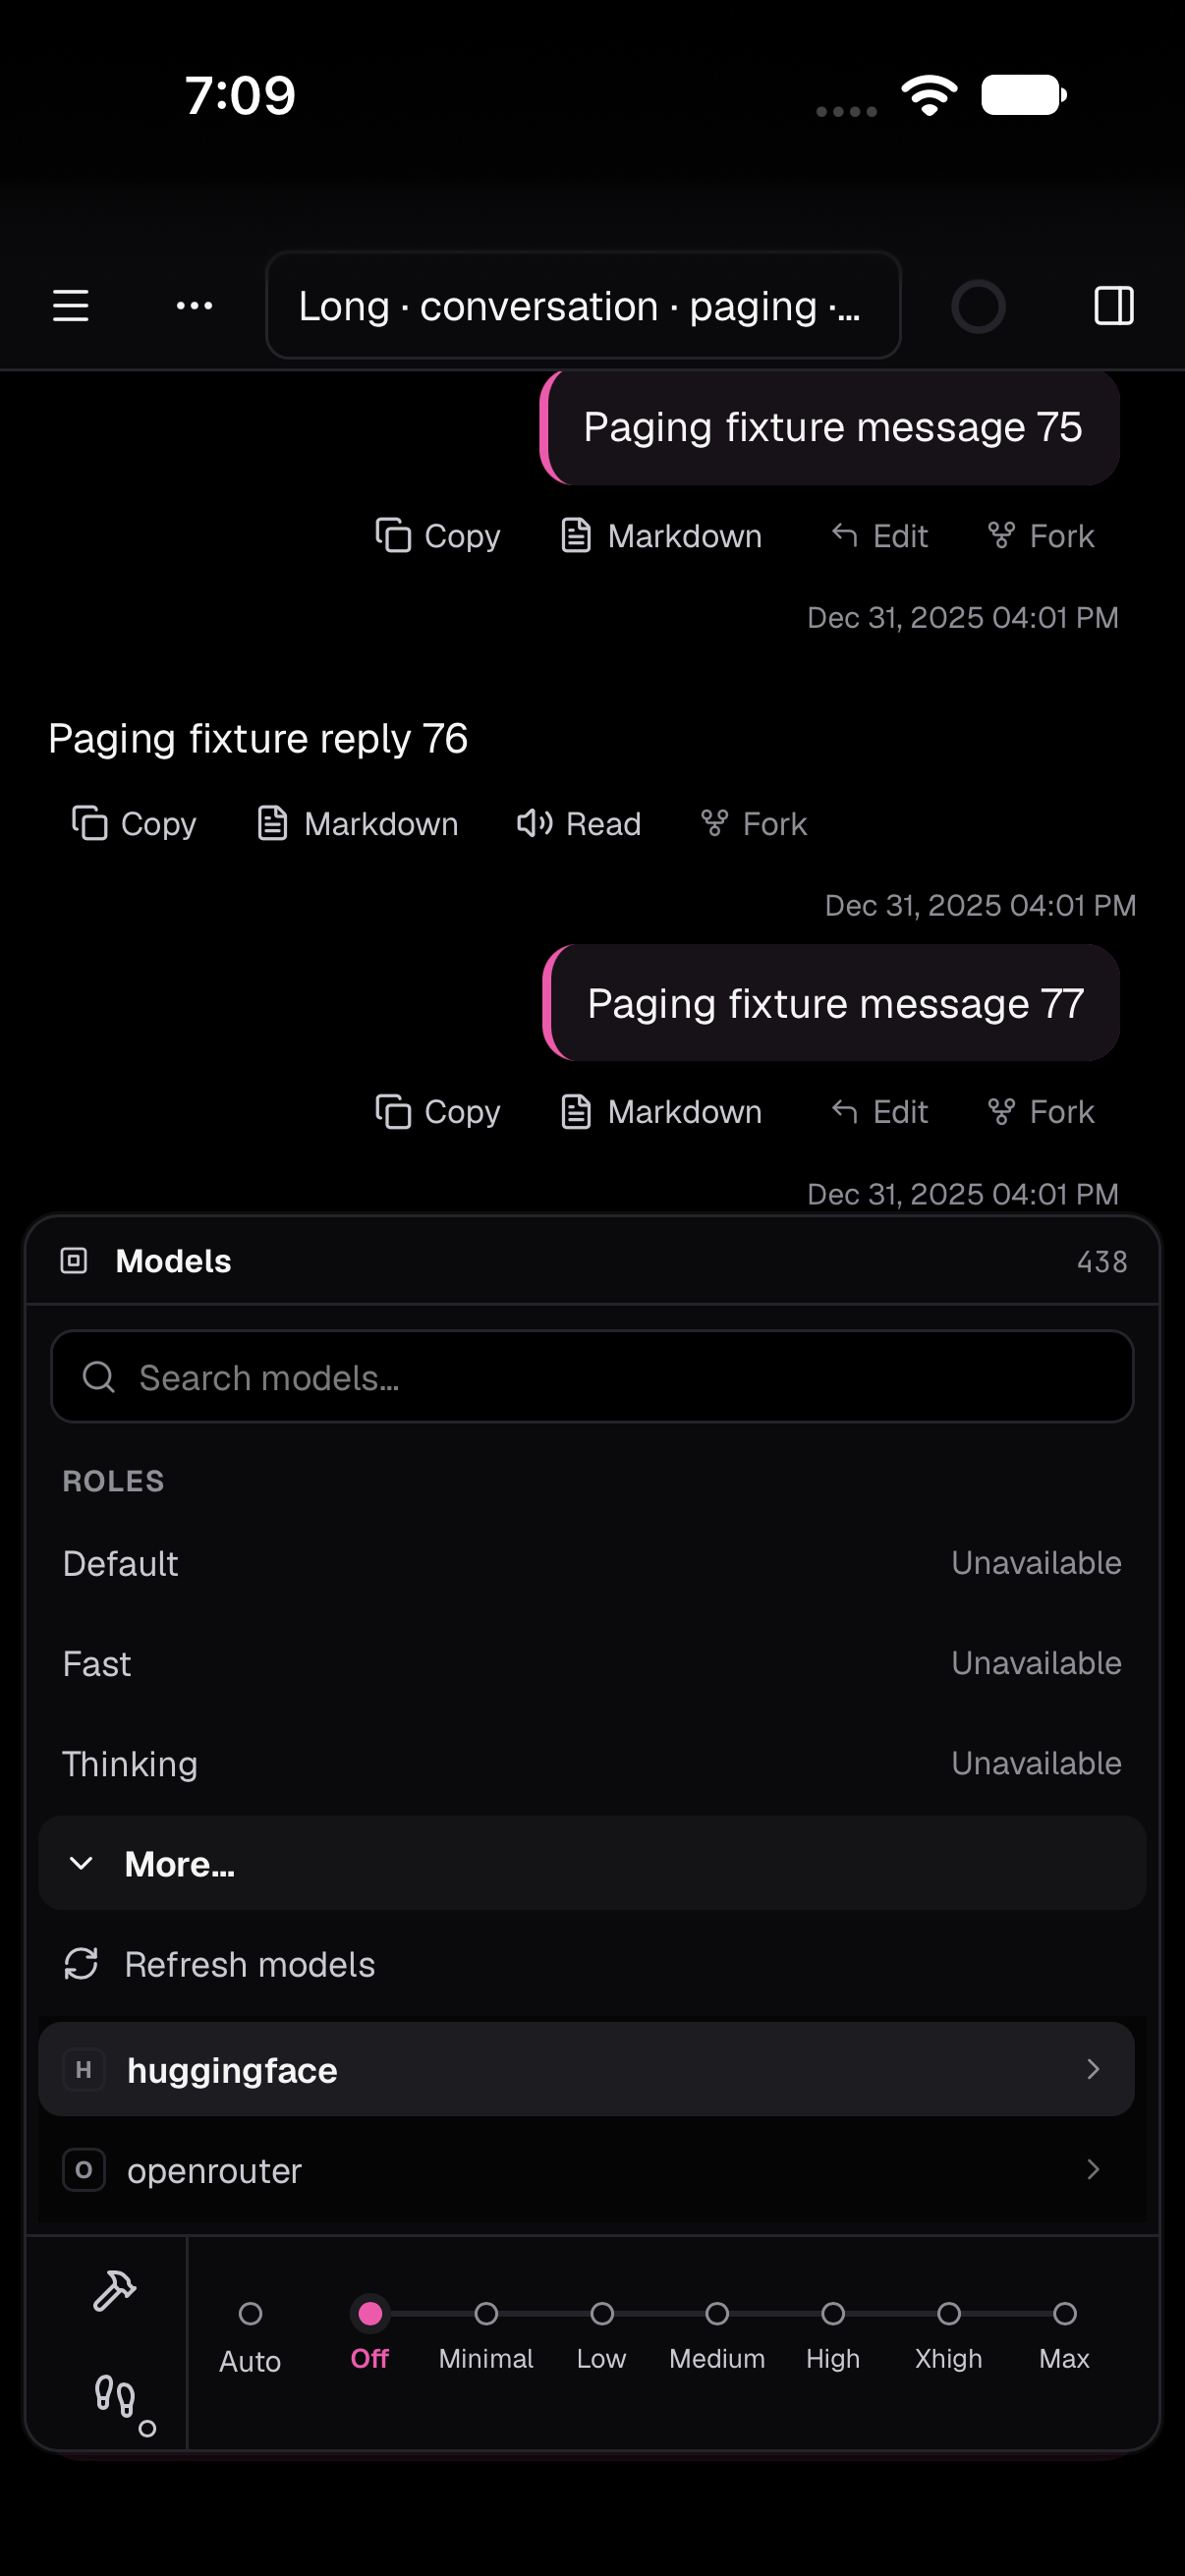 7:09
Long · conversation · paging ·...
Paging fixture message 75
Copy Markdown Edit Fork
Dec 31, 2025 04:01 PM
Paging fixture reply 76
Copy Markdown Read Fork
Dec 31, 2025 04:01 PM
Paging fixture message 77
Copy Markdown Edit Fork
Dec 31, 2025 04:01 PM
Models 438
Search models...
ROLES
Default Unavailable
Fast Unavailable
Thinking Unavailable
More...
Refresh models
H huggingface
O openrouter
Auto Off Minimal Low Medium High Xhigh Max